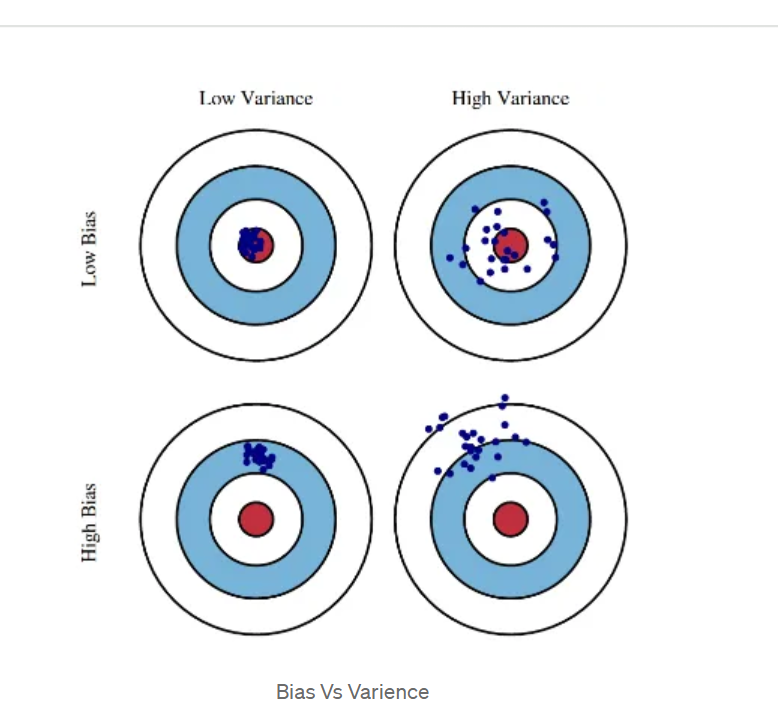 Low Variance
High Variance
Low Bias
High Bias
Bias Vs Varience